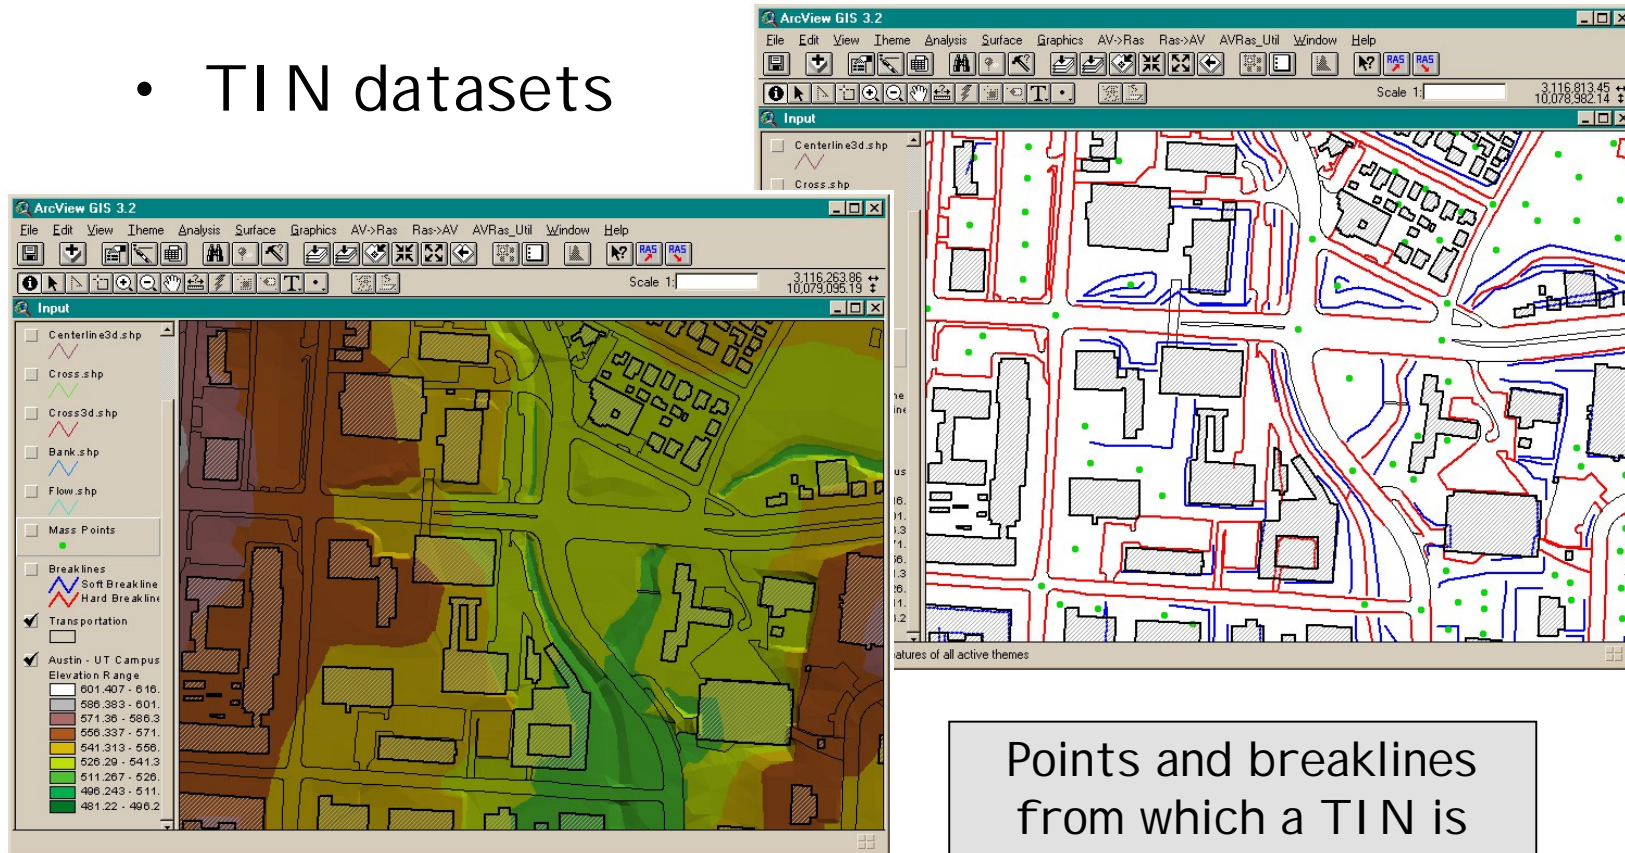 • TIN datasets
ArcView GIS 3.2
File Edit View Theme Analysis Surface Graphics AV->Ras Ras->AV AVRas_Util Window Help
RAS RAS
T
Scale 1: 3,116,813.45
10,078,982.14
Input
Centerline3d.shp
Cross.shp
ArcView GIS 3.2
File Edit View Theme Analysis Surface Graphics AV->Ras Ras->AV AVRas_Util Window Help
RAS RAS
T
Scale 1: 3,116,263.86
10,079,095.19
Input
Centerline3d.shp
Cross.shp
Cross3d.shp
Bank.shp
Flow.shp
Mass Points
Breaklines
Soft Breakline
Hard Breakline
Transportation
Austin - UT Campus
Elevation Range
601.407 - 616.
586.383 - 601.
571.36 - 586.3
556.337 - 571.
541.313 - 556.
526.29 - 541.3
511.267 - 526.
496.243 - 511.
481.22 - 496.2
atures of all active themes
Points and breaklines
from which a TIN is